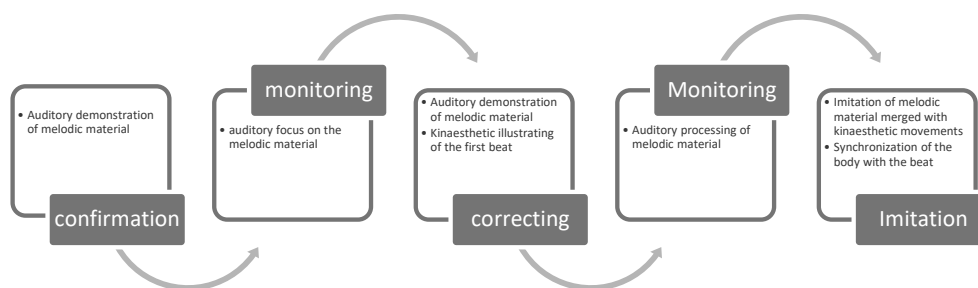 • Auditory demonstration
of melodic material
confirmation
monitoring
• auditory focus on the
melodic material
• Auditory demonstration
of melodic material
• Kinaesthetic illustrating
of the first beat
correcting
Monitoring
• Auditory processing of
melodic material
• Imitation of melodic
material merged with
kinaesthetic movements
• Synchronization of the
body with the beat
Imitation